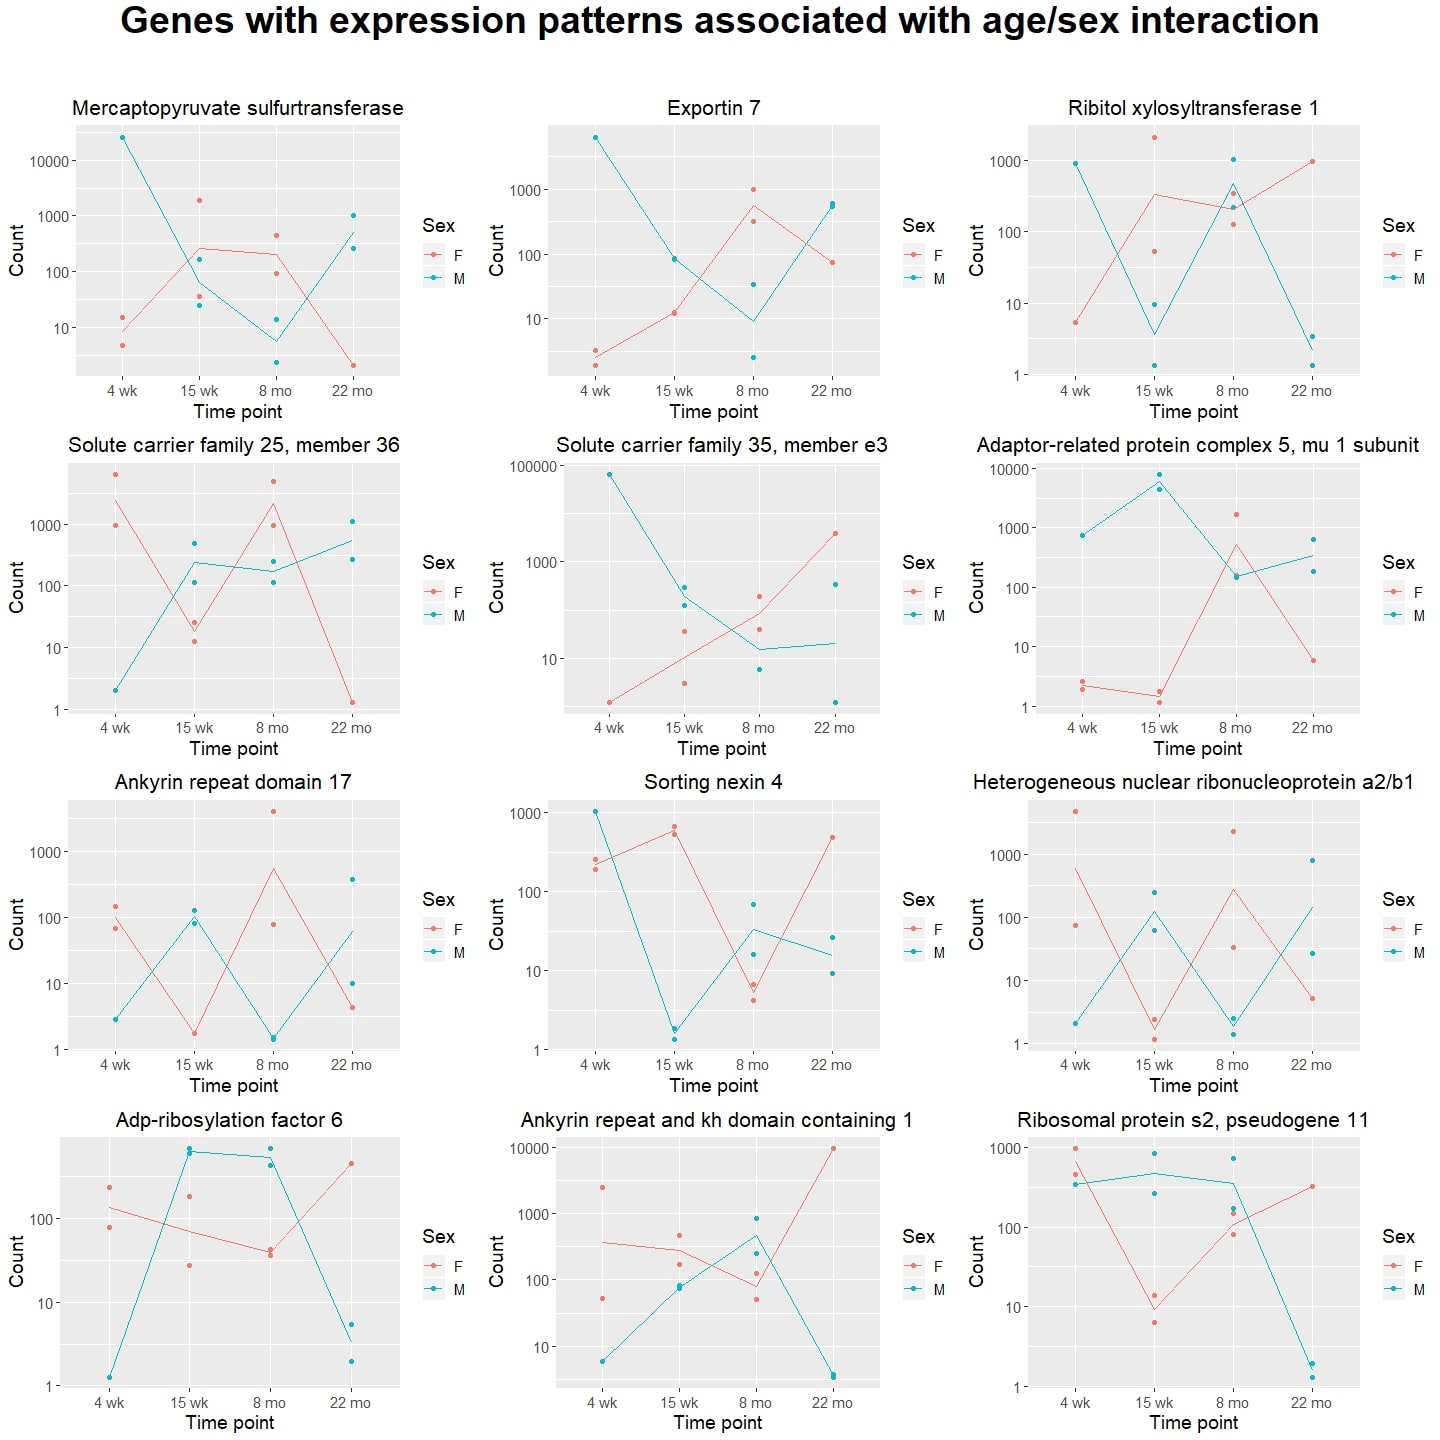 Genes with expression patterns associated with age/sex interaction
Mercaptopyruvate sulfurtransferase
Count
10000
1000
100
10
4 wk 15 wk 8 mo 22 mo
Time point
Sex
F
M
Exportin 7
Count
1000
100
10
4 wk 15 wk 8 mo 22 mo
Time point
Sex
F
M
Ribitol xylosyltransferase 1
Count
1000
100
10
1
4 wk 15 wk 8 mo 22 mo
Time point
Sex
F
M
Solute carrier family 25, member 36
Count
1000
100
10
1
4 wk 15 wk 8 mo 22 mo
Time point
Sex
F
M
Solute carrier family 35, member e3
Count
100000
1000
10
4 wk 15 wk 8 mo 22 mo
Time point
Sex
F
M
Adaptor-related protein complex 5, mu 1 subunit
Count
10000
1000
100
10
1
4 wk 15 wk 8 mo 22 mo
Time point
Sex
F
M
Ankyrin repeat domain 17
Count
1000
100
10
1
4 wk 15 wk 8 mo 22 mo
Time point
Sex
F
M
Sorting nexin 4
Count
1000
100
10
1
4 wk 15 wk 8 mo 22 mo
Time point
Sex
F
M
Heterogeneous nuclear ribonucleoprotein a2/b1
Count
1000
100
10
1
4 wk 15 wk 8 mo 22 mo
Time point
Sex
F
M
Adp-ribosylation factor 6
Count
100
10
1
4 wk 15 wk 8 mo 22 mo
Time point
Sex
F
M
Ankyrin repeat and kh domain containing 1
Count
10000
1000
100
10
4 wk 15 wk 8 mo 22 mo
Time point
Sex
F
M
Ribosomal protein s2, pseudogene 11
Count
1000
100
10
1
4 wk 15 wk 8 mo 22 mo
Time point
Sex
F
M